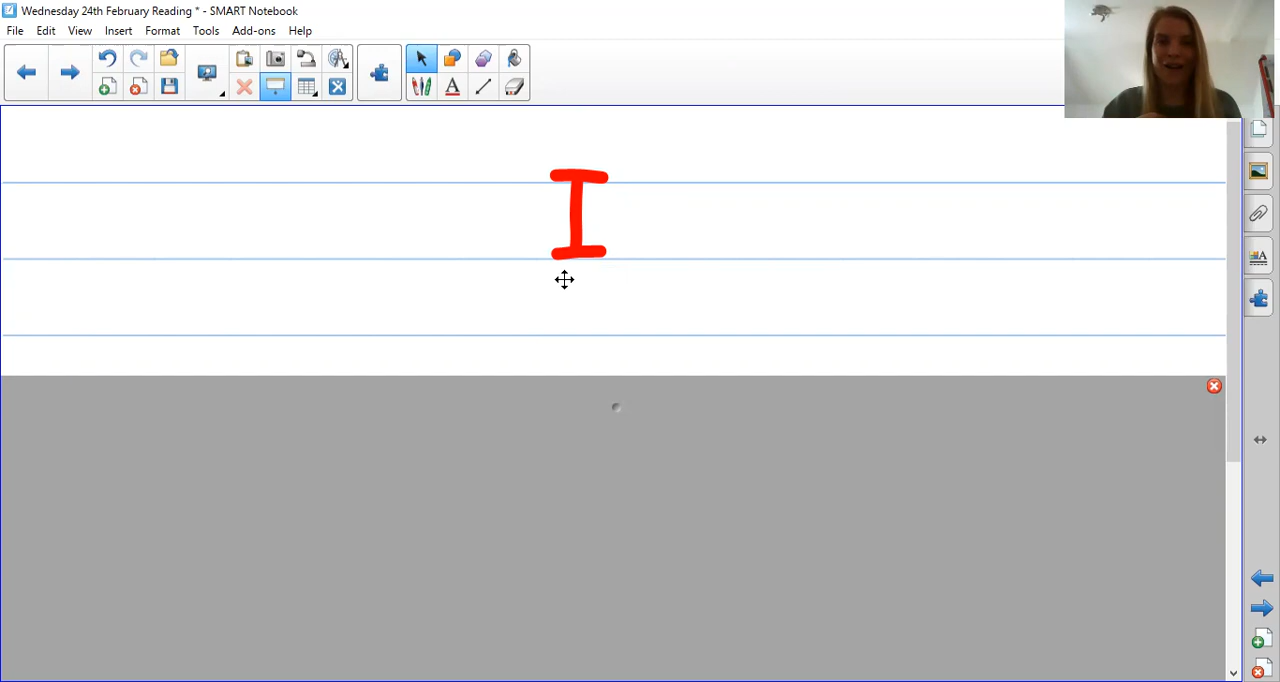 Wednesday 24th February Reading * - SMART Notebook
File Edit View Insert Format Tools Add-ons Help
I